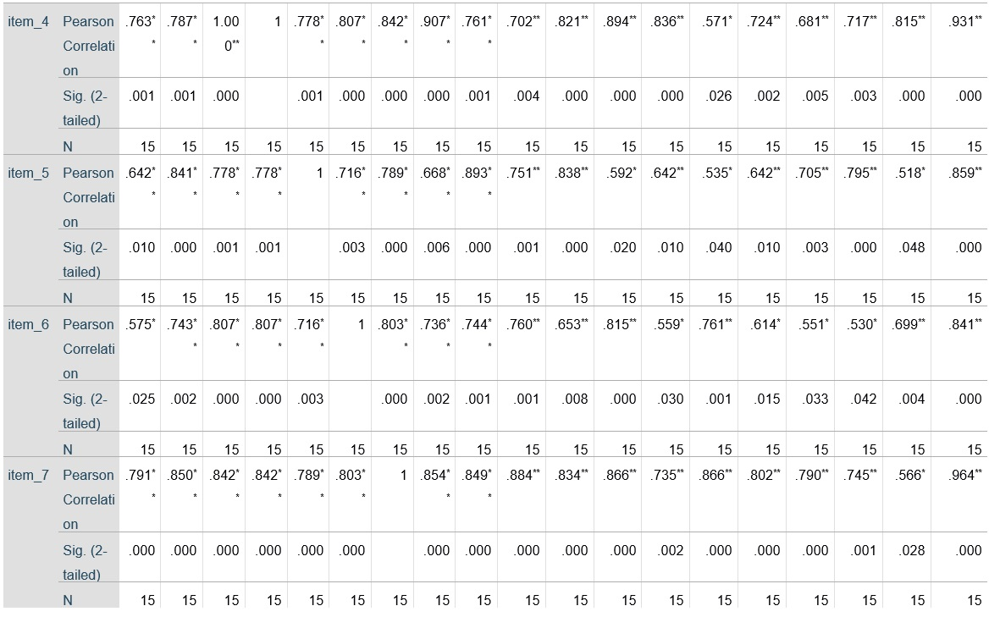 item_4 Pearson .763* .787* 1.00 1 .778* .807* .842* .907* .761* .702** .821** .894** .836** .571* .724** .681** .717** .815** .931**
Correlati * * 0** * * * * *
on
Sig. (2- .001 .001 .000 .001 .000 .000 .000 .001 .004 .000 .000 .000 .026 .002 .005 .003 .000 .000
tailed)
N 15 15 15 15 15 15 15 15 15 15 15 15 15 15 15 15 15 15 15
item_5 Pearson .642* .841* .778* .778* 1 .716* .789* .668* .893* .751** .838** .592* .642** .535* .642** .705** .795** .518* .859**
Correlati * * * * * * * *
on
Sig. (2- .010 .000 .001 .001 .003 .000 .006 .000 .001 .000 .020 .010 .040 .010 .003 .000 .048 .000
tailed)
N 15 15 15 15 15 15 15 15 15 15 15 15 15 15 15 15 15 15 15
item_6 Pearson .575* .743* .807* .807* .716* 1 .803* .736* .744* .760** .653** .815** .559* .761** .614* .551* .530* .699** .841**
Correlati * * * * * * *
on
Sig. (2- .025 .002 .000 .000 .003 .000 .002 .001 .001 .008 .000 .030 .001 .015 .033 .042 .004 .000
tailed)
N 15 15 15 15 15 15 15 15 15 15 15 15 15 15 15 15 15 15 15
item_7 Pearson .791* .850* .842* .842* .789* .803* 1 .854* .849* .884** .834** .866** .735** .866** .802** .790** .745** .566* .964**
Correlati * * * * * * * *
on
Sig. (2- .000 .000 .000 .000 .000 .000 .000 .000 .000 .000 .000 .002 .000 .000 .000 .001 .028 .000
tailed)
N 15 15 15 15 15 15 15 15 15 15 15 15 15 15 15 15 15 15 15